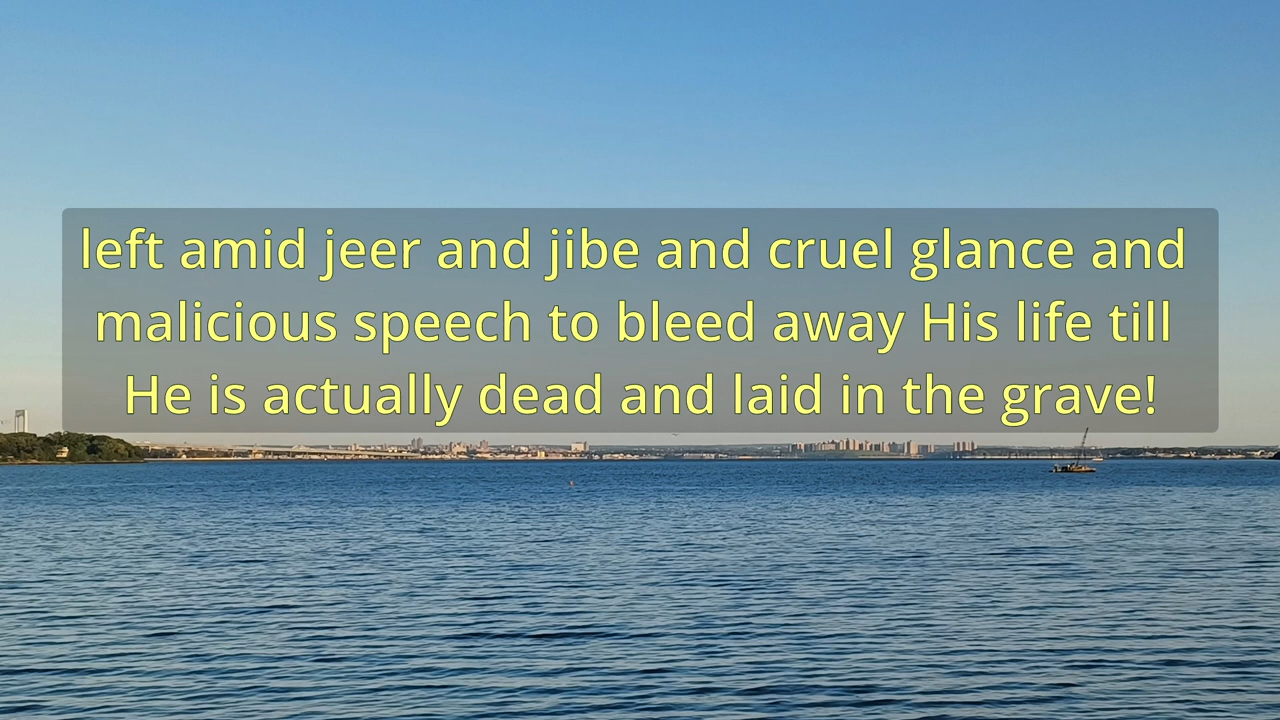 left amid jeer and jibe and cruel glance and
malicious speech to bleed away His life till
He is actually dead and laid in the grave!